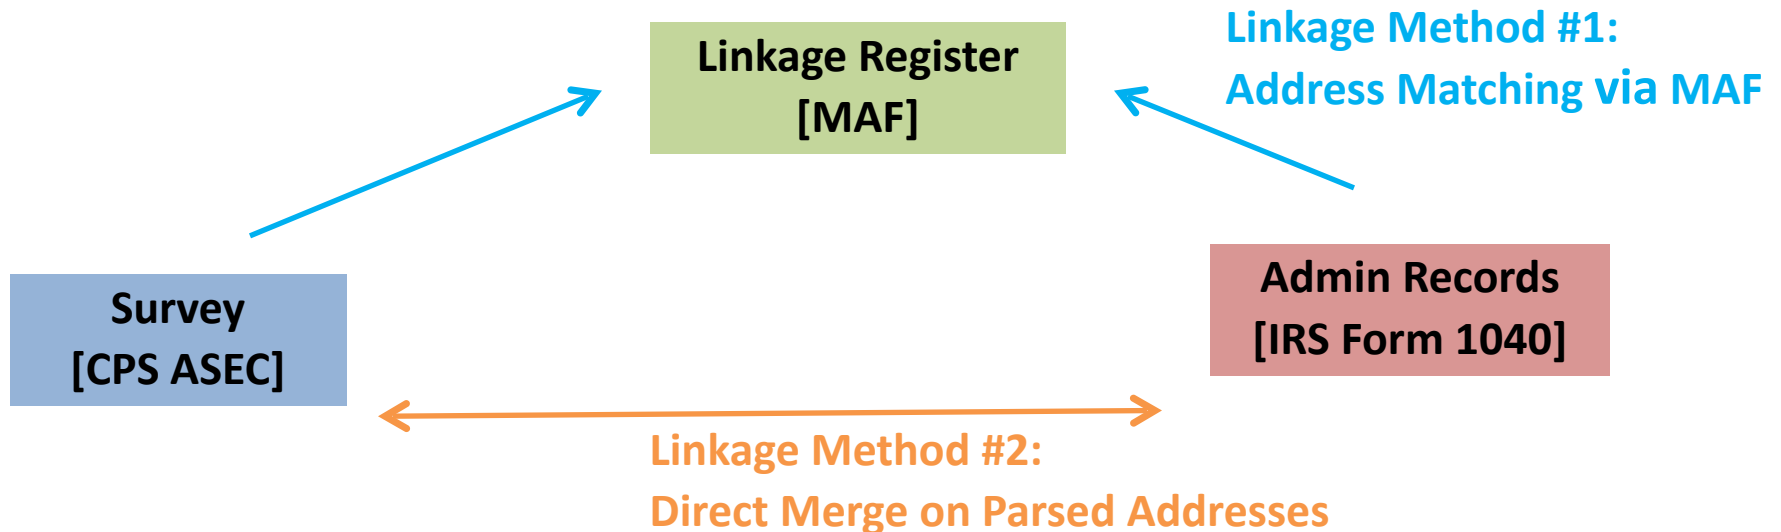 Linkage Register
[MAF]
Linkage Method #1:
Address Matching via MAF
Survey
[CPS ASEC]
Admin Records
[IRS Form 1040]
Linkage Method #2:
Direct Merge on Parsed Addresses